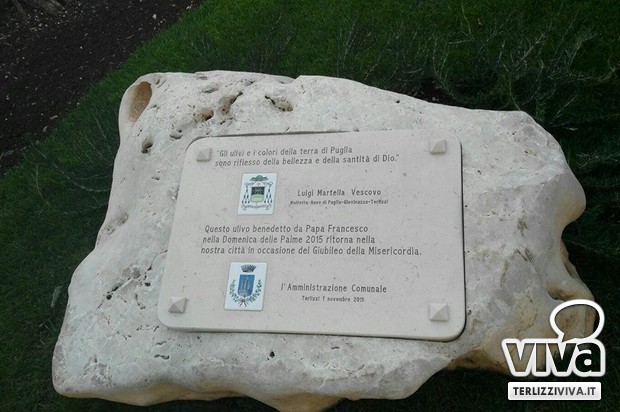 "Gli ulivi e i colori della terra di Puglia
sono riflesso della bellezza e della santità di Dio."
Luigi Martella Vescovo
Molfetta-Ruvo di Puglia-Giovinazzo-Terlizzi
Questo ulivo benedetto da Papa Francesco
nella Domenica delle Palme 2015 ritorna nella
nostra città in occasione del Giubileo della Misericordia.
l'Amministrazione Comunale
Terlizzi 7 novembre 2015
viva
TERLIZZIVIVA.IT